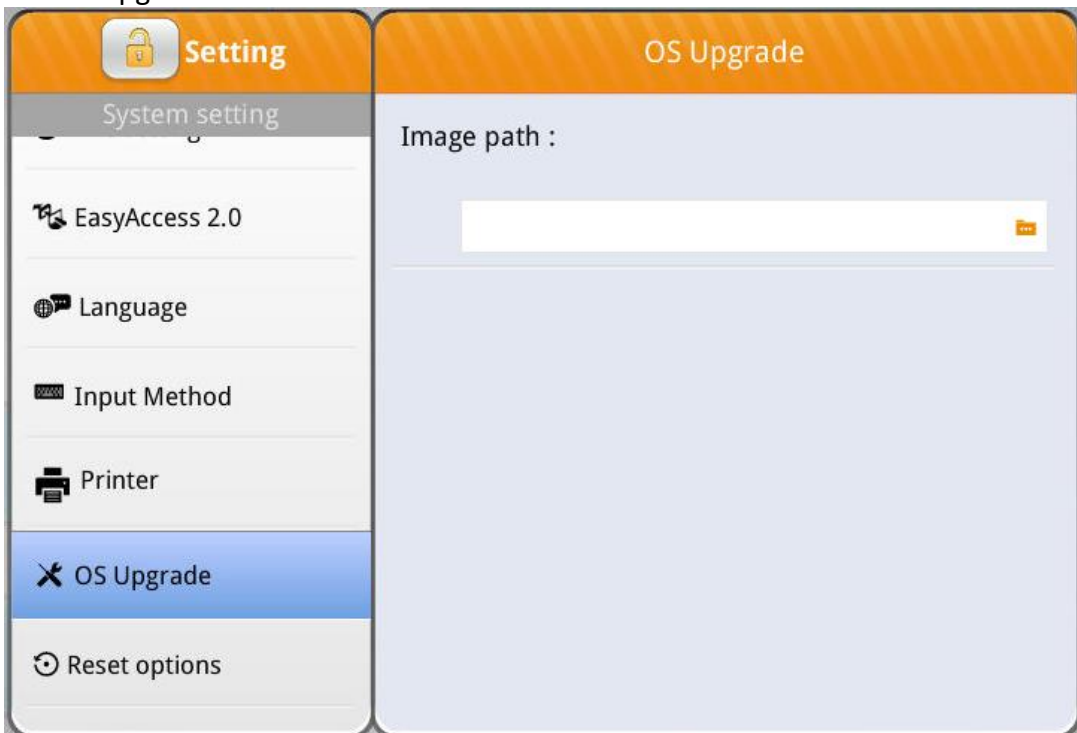 Setting
System setting
EasyAccess 2.0
Language
Input Method
Printer
OS Upgrade
Reset options
OS Upgrade
Image path :